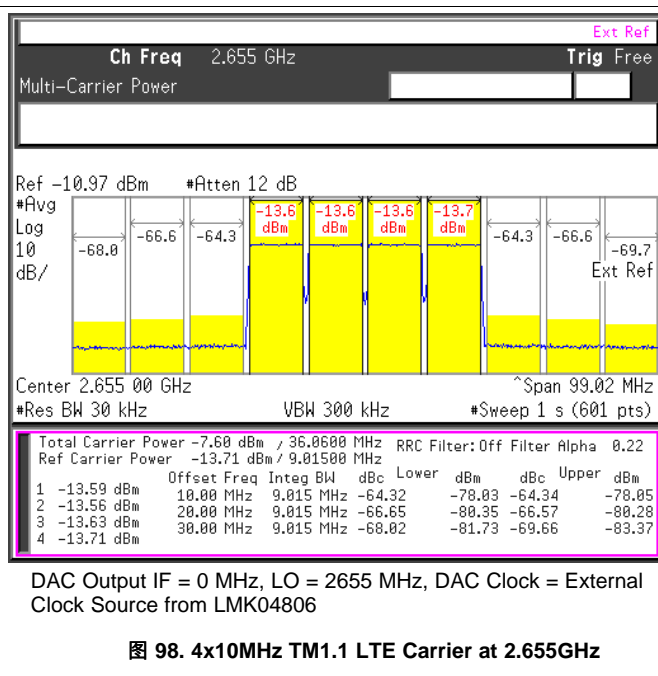 Ext Ref
Ch Freq 2.655 GHz Trig Free
Multi-Carrier Power
Ref -10.97 dBm #Atten 12 dB
#Avg
Log
10
dB/
-68.0
-66.6
-64.3
-13.6 dBm
-13.6 dBm
-13.6 dBm
-13.7 dBm
-64.3
-66.6
-69.7
Ext Ref
Center 2.655 00 GHz ^Span 99.02 MHz
#Res BW 30 kHz VBW 300 kHz #Sweep 1 s (601 pts)
Total Carrier Power -7.60 dBm / 36.0600 MHz RRC Filter: Off Filter Alpha 0.22
Ref Carrier Power -13.71 dBm / 9.01500 MHz
Offset Freq Integ BW dBc Lower dBm dBc Upper dBm
1 -13.59 dBm 10.00 MHz 9.015 MHz -64.32 -78.03 -64.34 -78.05
2 -13.56 dBm 20.00 MHz 9.015 MHz -66.65 -80.35 -66.57 -80.28
3 -13.63 dBm 30.00 MHz 9.015 MHz -68.02 -81.73 -69.66 -83.37
4 -13.71 dBm
DAC Output IF = 0 MHz, LO = 2655 MHz, DAC Clock = External
Clock Source from LMK04806
图 98. 4x10MHz TM1.1 LTE Carrier at 2.655GHz